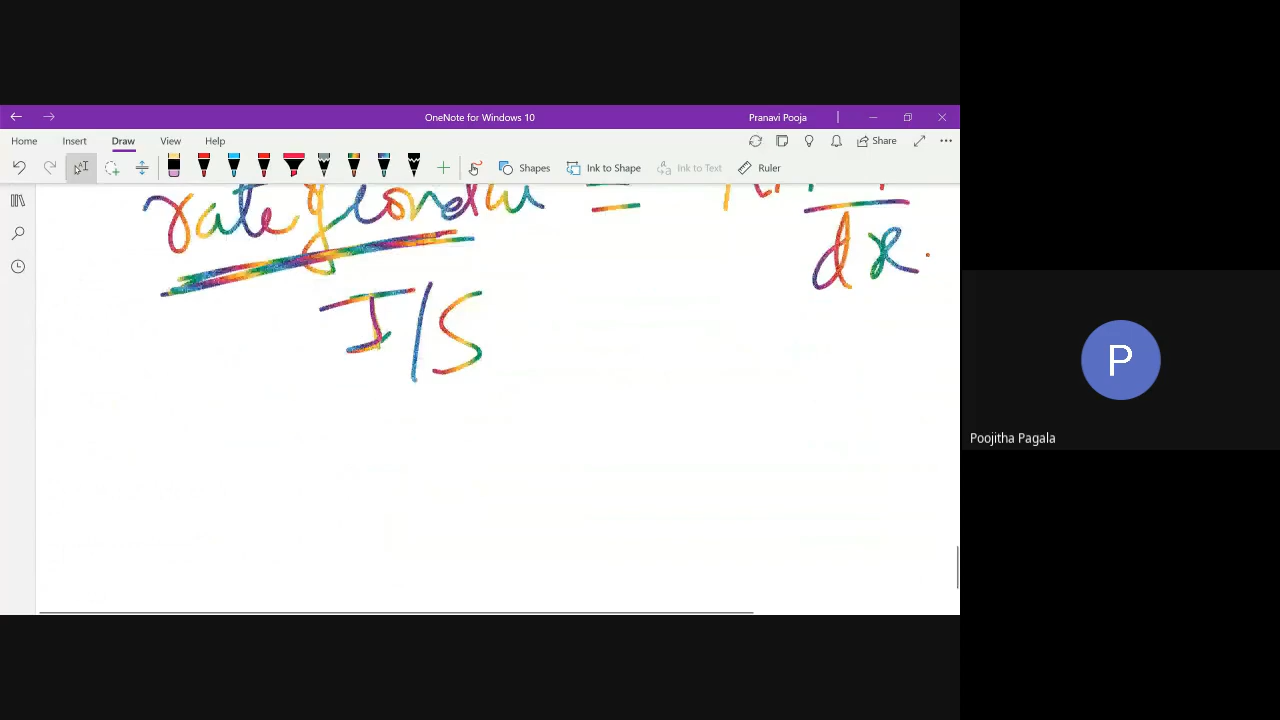 OneNote for Windows 10
Pranavi Pooja
Home Insert Draw View Help
Share
Shapes Ink to Shape Ink to Text Ruler
rate of condu =
dx.
J/S
P
Poojitha Pagala